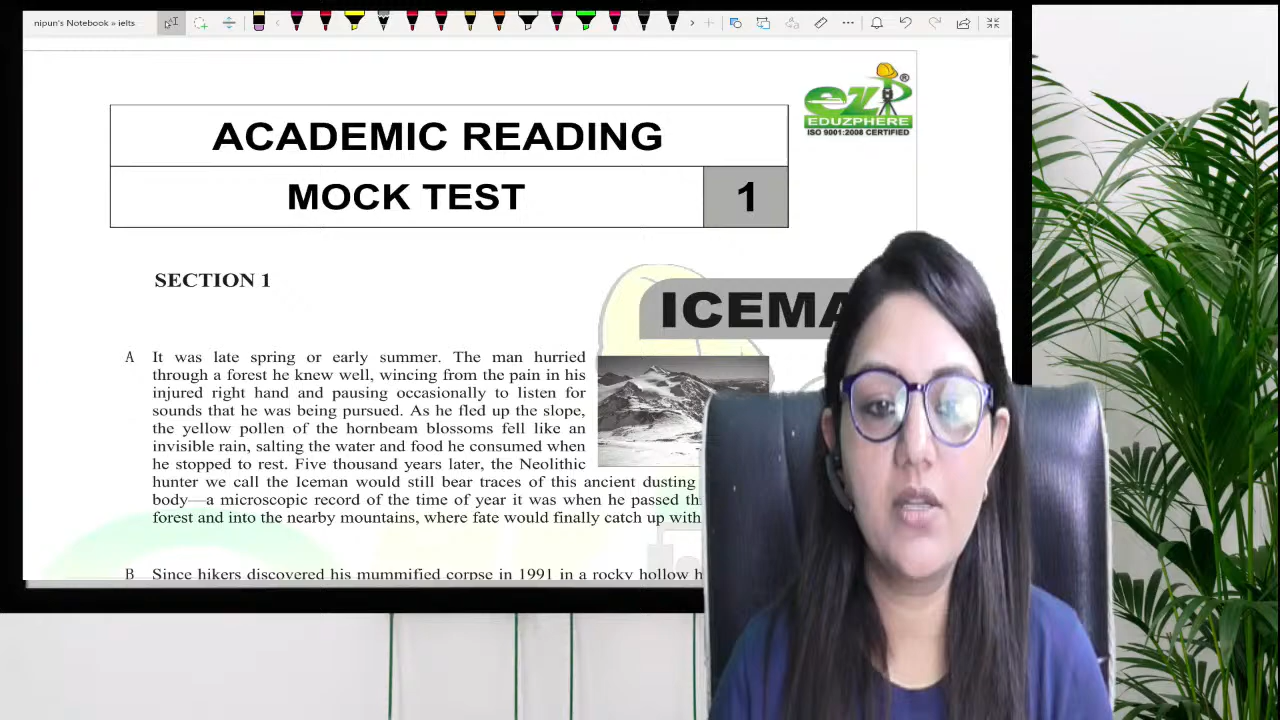 nipun's Notebook » ielts
eZ ®
EDUZPHERE
ISO 9001:2008 CERTIFIED
ACADEMIC READING
MOCK TEST
1
SECTION 1
A It was late spring or early summer. The man hurried
through a forest he knew well, wincing from the pain in his
injured right hand and pausing occasionally to listen for
sounds that he was being pursued. As he fled up the slope,
the yellow pollen of the hornbeam blossoms fell like an
invisible rain, salting the water and food he consumed when
he stopped to rest. Five thousand years later, the Neolithic
hunter we call the Iceman would still bear traces of this ancient dusting
body—a microscopic record of the time of year it was when he passed
forest and into the nearby mountains, where fate would finally catch up with
B Since hikers discovered his mummified corpse in 1991 in a rocky hollow